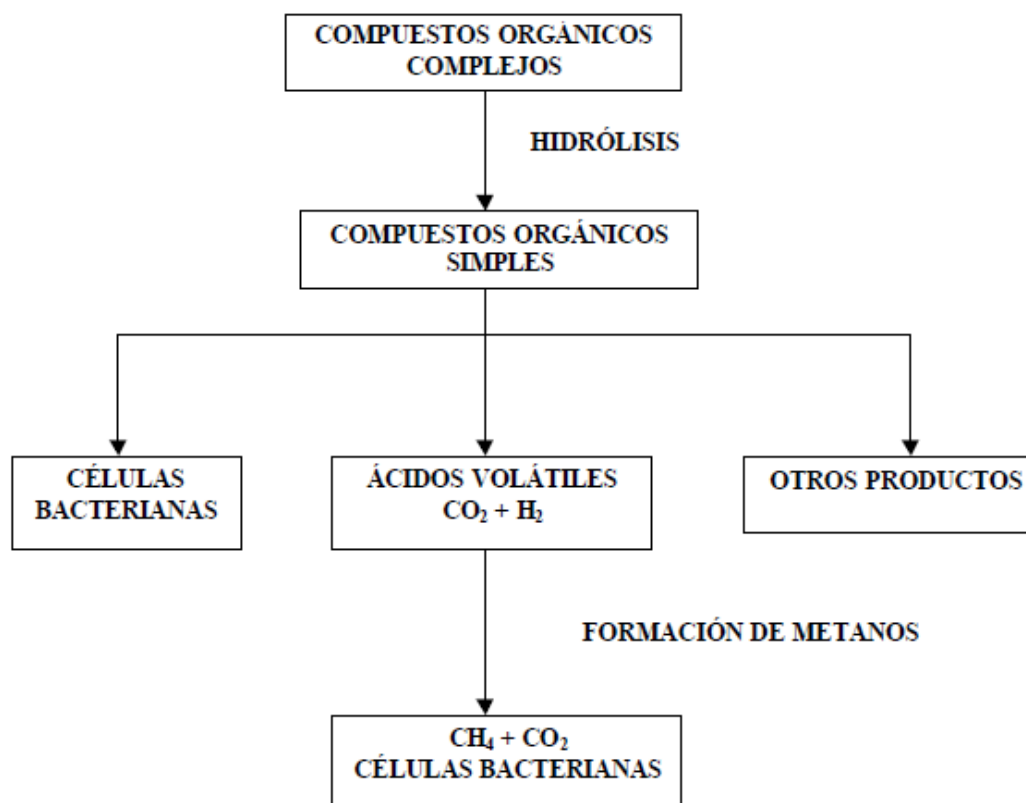 COMPUESTOS ORGÁNICOS
COMPLEJOS
HIDRÓLISIS
COMPUESTOS ORGÁNICOS
SIMPLES
CÉLULAS
BACTERIANAS
ÁCIDOS VOLÁTILES
CO₂ + H₂
OTROS PRODUCTOS
FORMACIÓN DE METANOS
CH₄ + CO₂
CÉLULAS BACTERIANAS